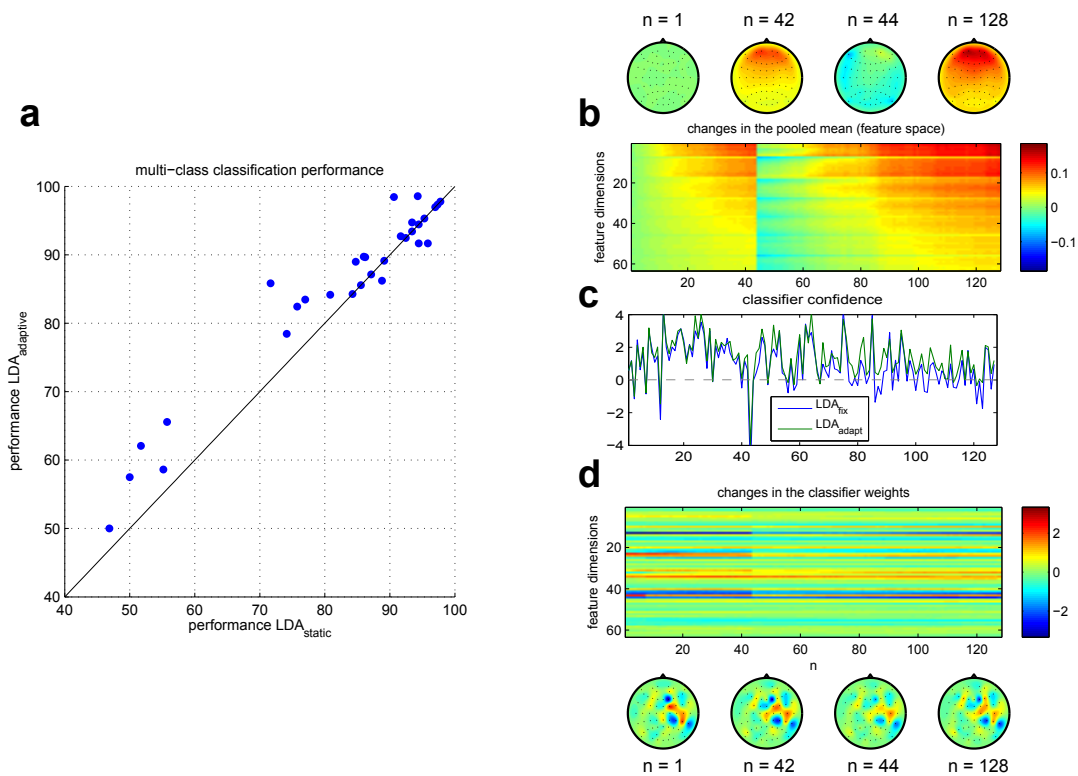 n = 1 n = 42 n = 44 n = 128
a
b
changes in the pooled mean (feature space)
multi−class classification performance
100
90
80
70
60
50
40
40 50 60 70 80 90 100
performance LDA_static
performance LDA_adaptive
feature dimensions
20
40
60
20 40 60 80 100 120
0.1
0
−0.1
c
classifier confidence
4
2
0
−2
−4
LDA_fix
LDA_adapt
20 40 60 80 100 120
d
changes in the classifier weights
feature dimensions
20
40
60
20 40 60 80 100 120
n
2
0
−2
n = 1 n = 42 n = 44 n = 128